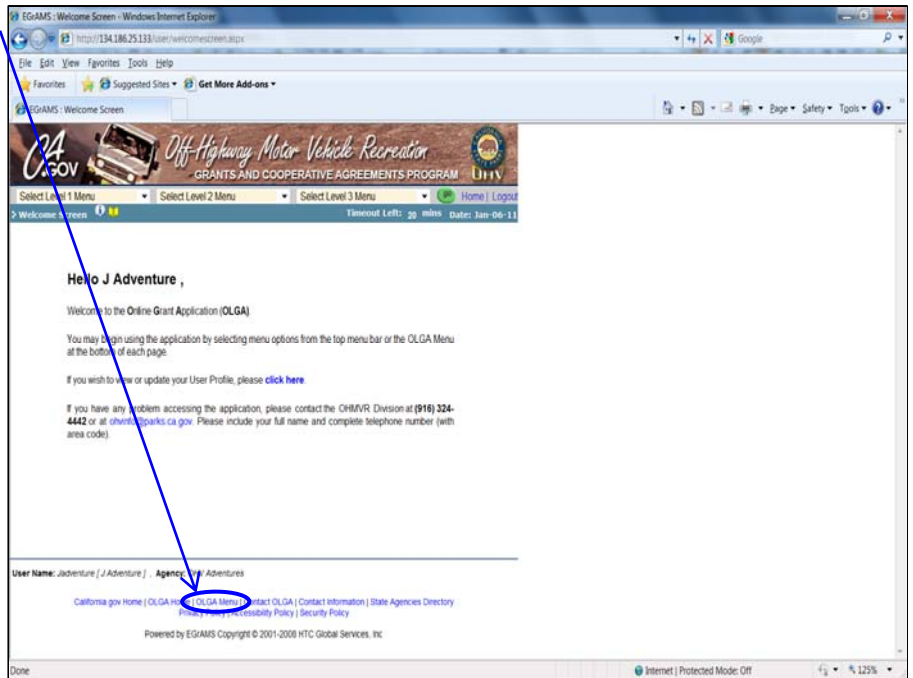 EGrAMS : Welcome Screen - Windows Internet Explorer
http://134.186.25.133/user/welcomescreen.aspx
Google
File Edit View Favorites Tools Help
Favorites Suggested Sites Get More Add-ons
EGrAMS : Welcome Screen
Page Safety Tools
CA.GOV Off-Highway Motor Vehicle Recreation
GRANTS AND COOPERATIVE AGREEMENTS PROGRAM OHV
Select Level 1 Menu Select Level 2 Menu Select Level 3 Menu GO Home | Logout
> Welcome Screen Timeout Left: 20 mins Date: Jan-06-11
Hello J Adventure ,
Welcome to the Online Grant Application (OLGA).
You may begin using the application by selecting menu options from the top menu bar or the OLGA Menu
at the bottom of each page.
If you wish to view or update your User Profile, please click here.
If you have any problem accessing the application, please contact the OHMVR Division at (916) 324-
4442 or at ohvinfo@parks.ca.gov. Please include your full name and complete telephone number (with
area code).
User Name: Jadventure [ J Adventure ] , Agency: OHV Adventures
California gov Home | OLGA Home | OLGA Menu | Contact OLGA | Contact Information | State Agencies Directory
Privacy Policy | Accessibility Policy | Security Policy
Powered by EGrAMS Copyright © 2001-2008 HTC Global Services, Inc
Done
Internet | Protected Mode: Off
125%